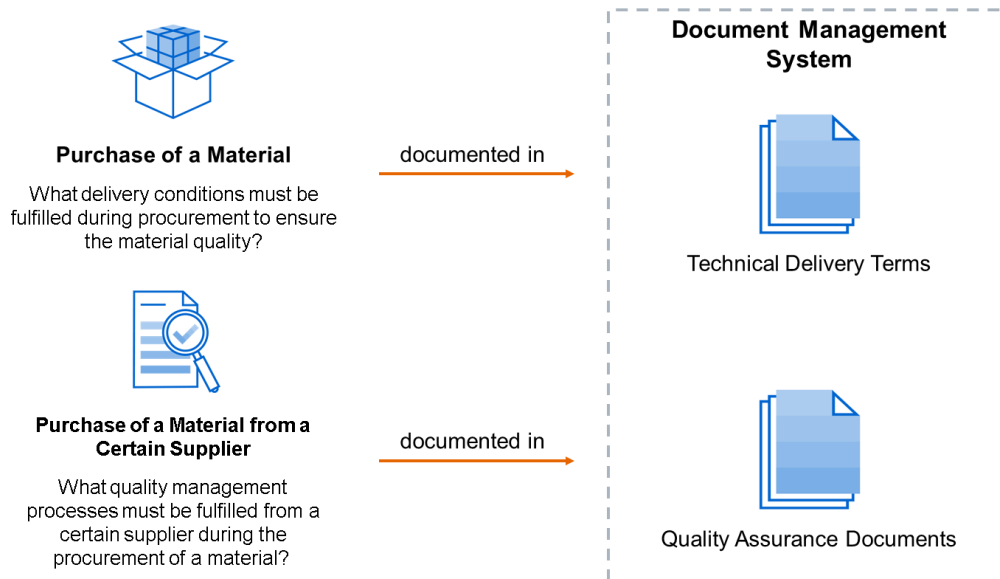 Document Management
System
Purchase of a Material
documented in
What delivery conditions must be
fulfilled during procurement to ensure
the material quality?
Technical Delivery Terms
Purchase of a Material from a
Certain Supplier
documented in
What quality management
processes must be fulfilled from a
certain supplier during the
procurement of a material?
Quality Assurance Documents